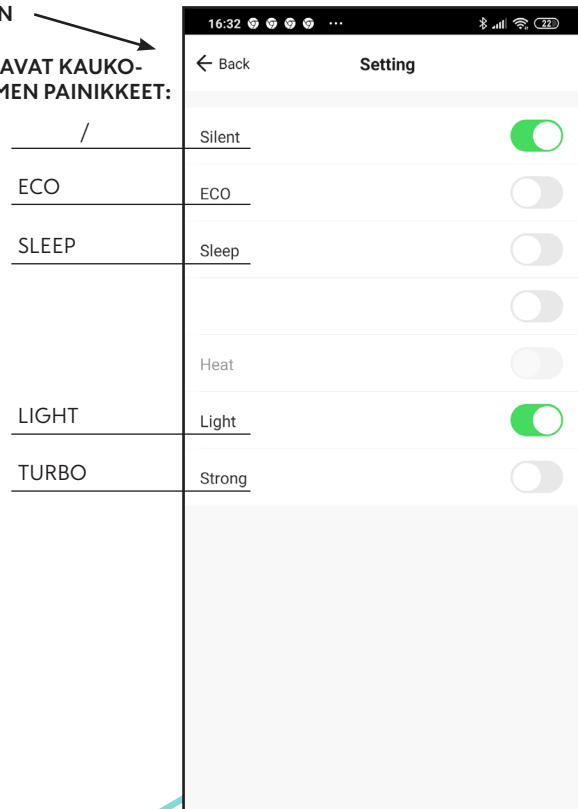 N
AVAT KAUKO-
MEN PAINIKKEET:
/
ECO
SLEEP
LIGHT
TURBO
16:32 ... 22
Back Setting
Silent
ECO
Sleep
Heat
Light
Strong